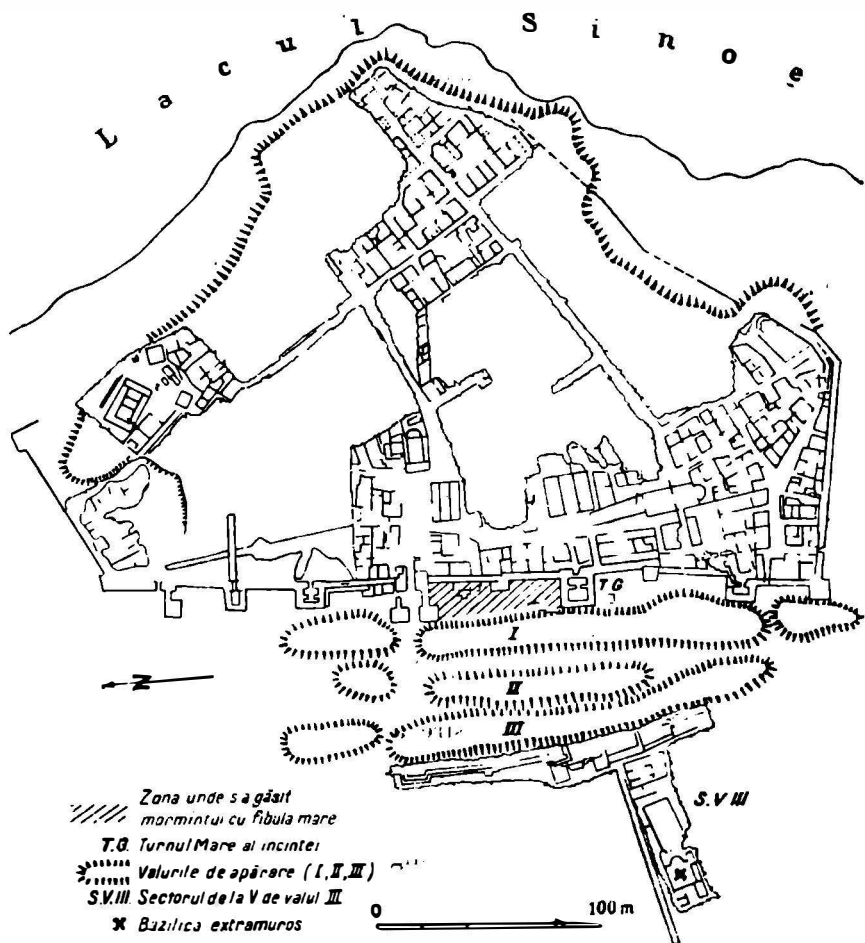 Lacul Sinoe
T.G
I
II
III
N
S.V III
Zona unde s a găsit
mormîntul cu fibula mare
T.G. Turnul Mare al incintei
Valurile de apărare (I, II, III)
S.V.III. Sectorul de la V de valul III
Bazilica extramuros
0 100 m